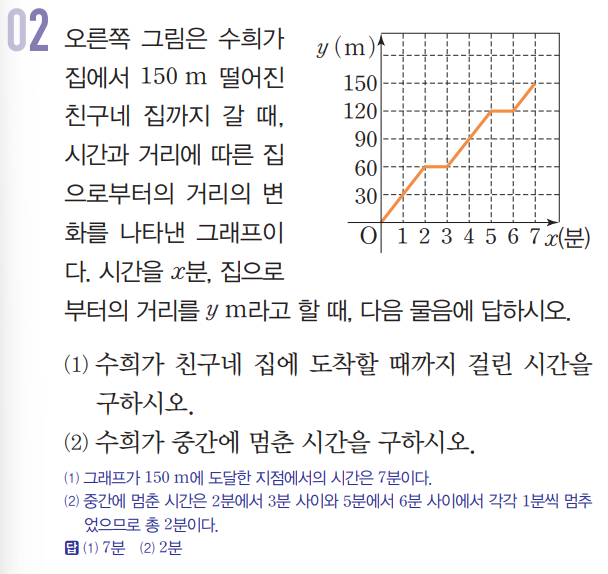 02
오른쪽 그림은 수희가
집에서 150 m 떨어진
친구네 집까지 갈 때,
시간과 거리에 따른 집
으로부터의 거리의 변
화를 나타낸 그래프이
다. 시간을 x분, 집으로
부터의 거리를 y m라고 할 때, 다음 물음에 답하시오.
y(m)
150
120
90
60
30
O 1 2 3 4 5 6 7 x(분)
(1) 수희가 친구네 집에 도착할 때까지 걸린 시간을
구하시오.
(2) 수희가 중간에 멈춘 시간을 구하시오.
(1) 그래프가 150 m에 도달한 지점에서의 시간은 7분이다.
(2) 중간에 멈춘 시간은 2분에서 3분 사이와 5분에서 6분 사이에서 각각 1분씩 멈추
었으므로 총 2분이다.
답 (1) 7분 (2) 2분